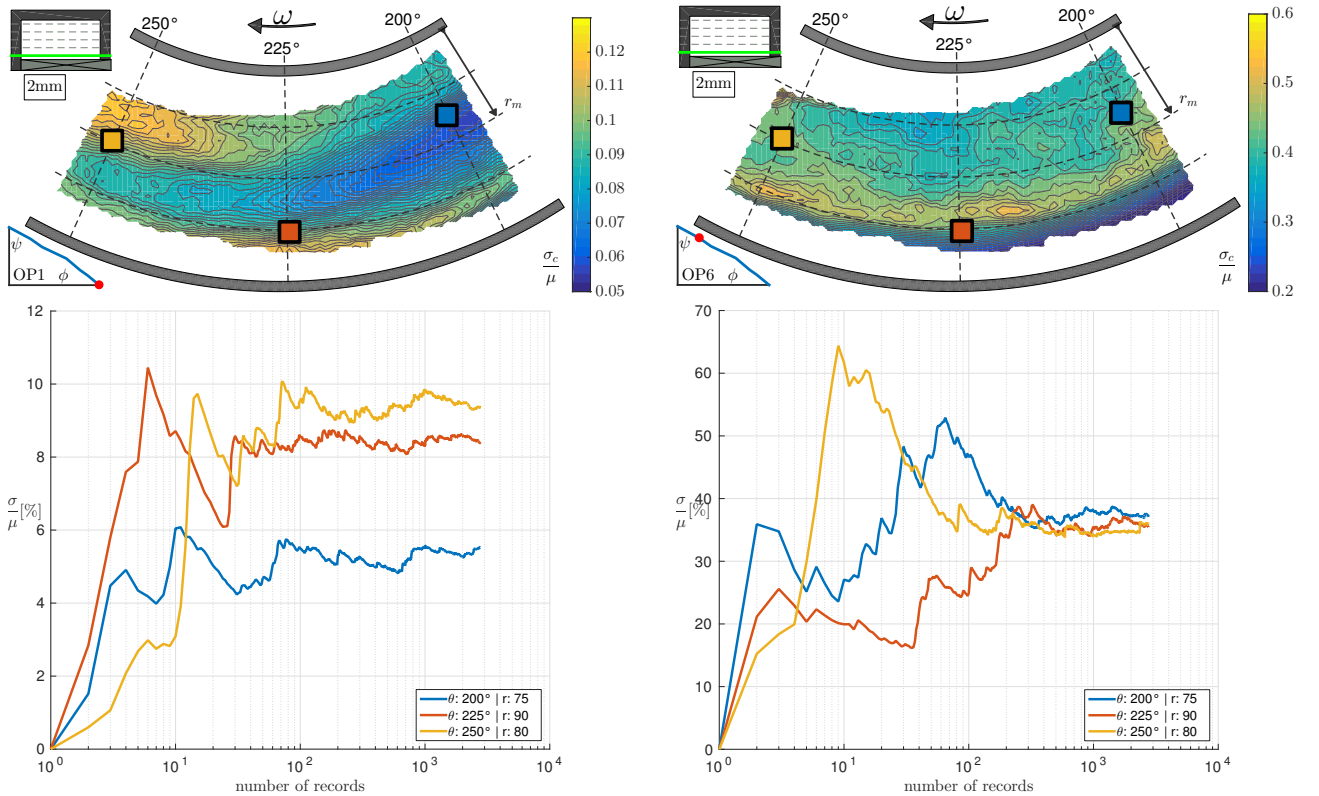 250°
ω
200°
225°
2mm
r_m
0.12
0.11
0.1
0.09
0.08
0.07
0.06
0.05
σ_c/μ
ψ
OP1 ϕ
250°
ω
200°
225°
2mm
r_m
0.6
0.5
0.4
0.3
0.2
σ_c/μ
ψ
OP6 ϕ
12
10
8
6
4
2
0
σ/μ[%]
10^0 10^1 10^2 10^3 10^4
number of records
θ: 200° | r: 75
θ: 225° | r: 90
θ: 250° | r: 80
70
60
50
40
30
20
10
0
σ/μ[%]
10^0 10^1 10^2 10^3 10^4
number of records
θ: 200° | r: 75
θ: 225° | r: 90
θ: 250° | r: 80